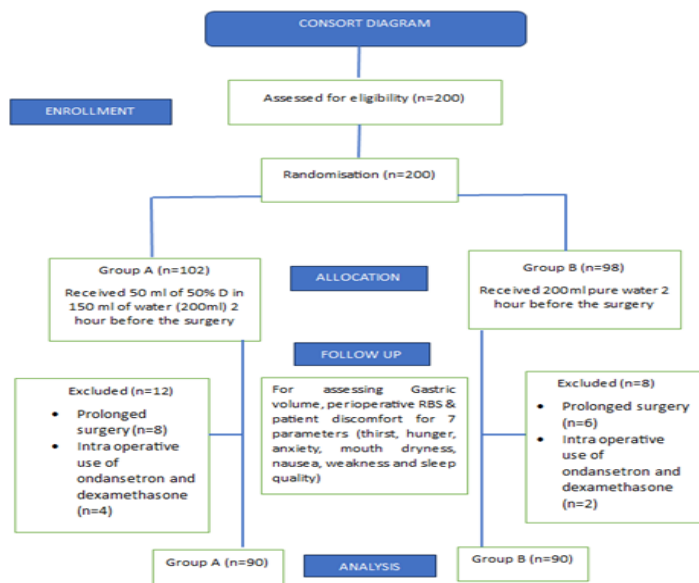 CONSORT DIAGRAM
Assessed for eligibility (n=200)
ENROLLMENT
Randomisation (n=200)
Group A (n=102)
Received 50 ml of 50% D in
150 ml of water (200ml) 2
hour before the surgery
ALLOCATION
Group B (n=98)
Received 200ml pure water 2
hour before the surgery
FOLLOW UP
Excluded (n=12)
• Prolonged
surgery (n=8)
• Intra operative
use of
ondansetron and
dexamethasone
(n=4)
For assessing Gastric
volume, perioperative RBS &
patient discomfort for 7
parameters (thirst, hunger,
anxiety, mouth dryness,
nausea, weakness and sleep
quality)
Excluded (n=8)
• Prolonged surgery
(n=6)
• Intra operative
use of
ondansetron and
dexamethasone
(n=2)
Group A (n=90)
ANALYSIS
Group B (n=90)